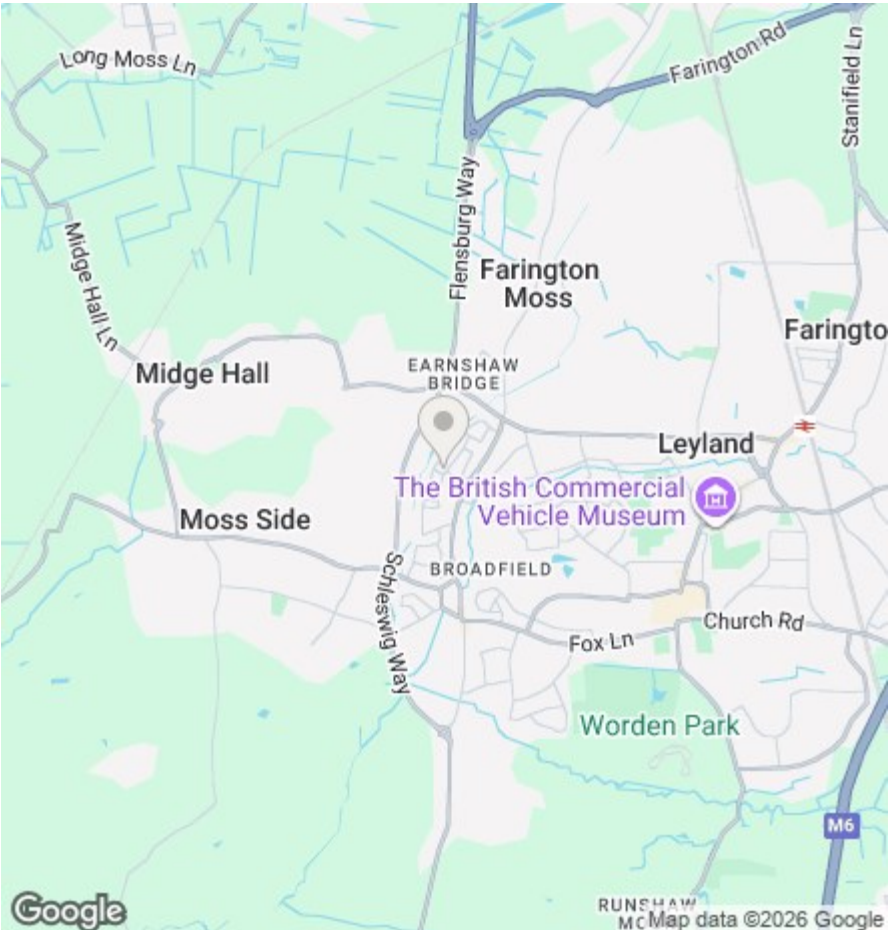 Long Moss Ln
Farington Rd
Stanifield Ln
Flensburg Way
Midge Hall Ln
Farington
Moss
Faringto
Midge Hall
EARNSHAW
BRIDGE
Leyland
The British Commercial
Vehicle Museum
Moss Side
BROADFIELD
Schleswig Way
Church Rd
Fox Ln
Worden Park
M6
RUNSHAW
Google
Map data ©2026 Google